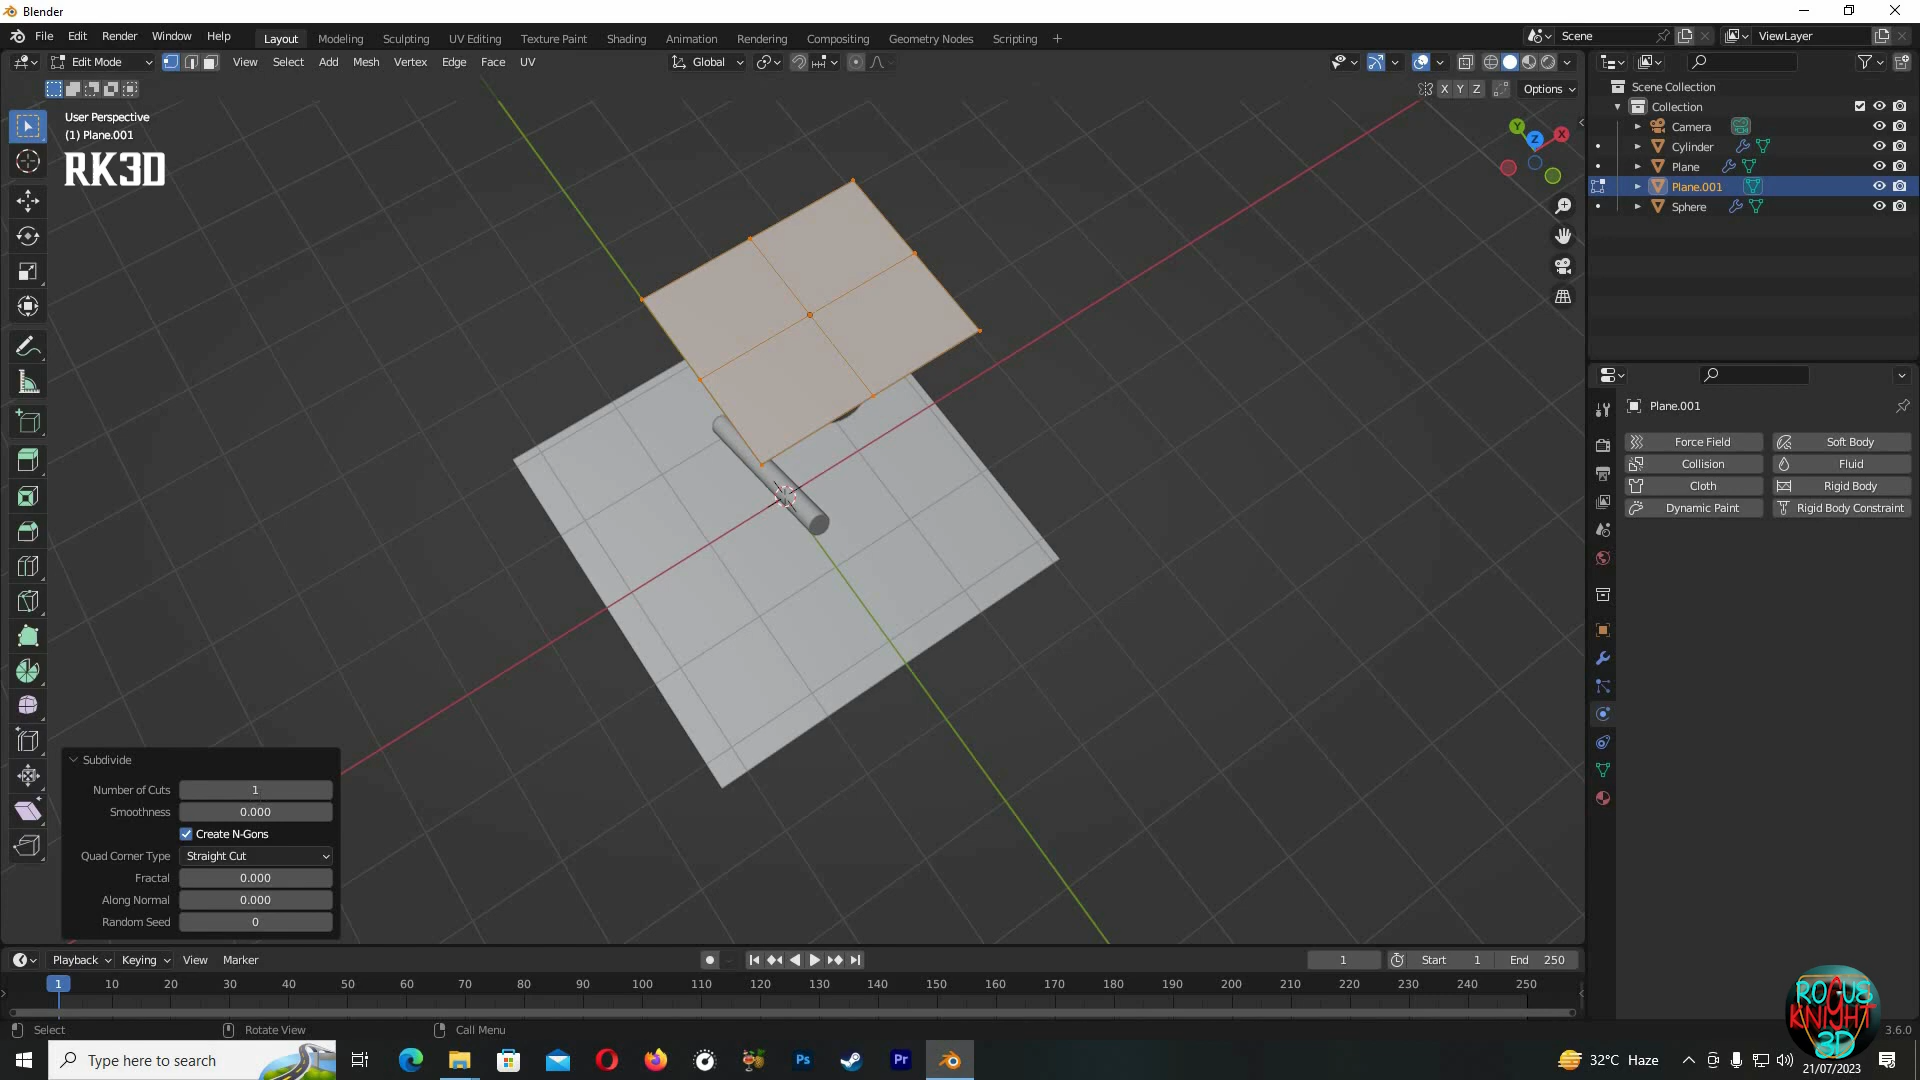 Blender
File Edit Render Window Help Layout Modeling Sculpting UV Editing Texture Paint Shading Animation Rendering Compositing Geometry Nodes Scripting + Scene ViewLayer
Edit Mode View Select Add Mesh Vertex Edge Face UV Global
X Y Z Options
User Perspective
(1) Plane.001
RK3D
Y Z X
Scene Collection
Collection
Camera
Cylinder
Plane
Plane.001
Sphere
Plane.001
Force Field Soft Body
Collision Fluid
Cloth Rigid Body
Dynamic Paint Rigid Body Constraint
Subdivide
Number of Cuts 1
Smoothness 0.000
Create N-Gons
Quad Corner Type Straight Cut
Fractal 0.000
Along Normal 0.000
Random Seed 0
Playback Keying View Marker 1 Start 1 End 250
1 10 20 30 40 50 60 70 80 90 100 110 120 130 140 150 160 170 180 190 200 210 220 230 240 250
Select Rotate View Call Menu 3.6.0
ROGUE
KNIGHT
3D
Type here to search Ps Pr 32°C Haze
21/07/2023